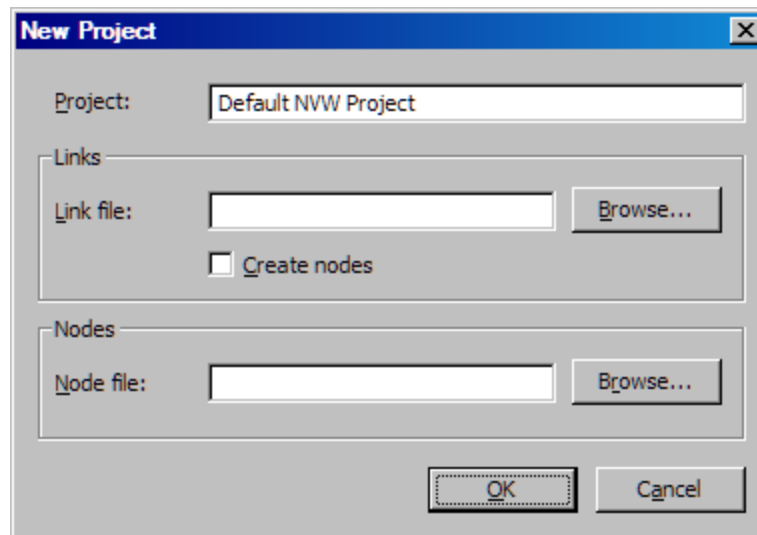 New Project
Project: Default NVW Project
Links
Link file: Browse...
Create nodes
Nodes
Node file: Browse...
OK Cancel